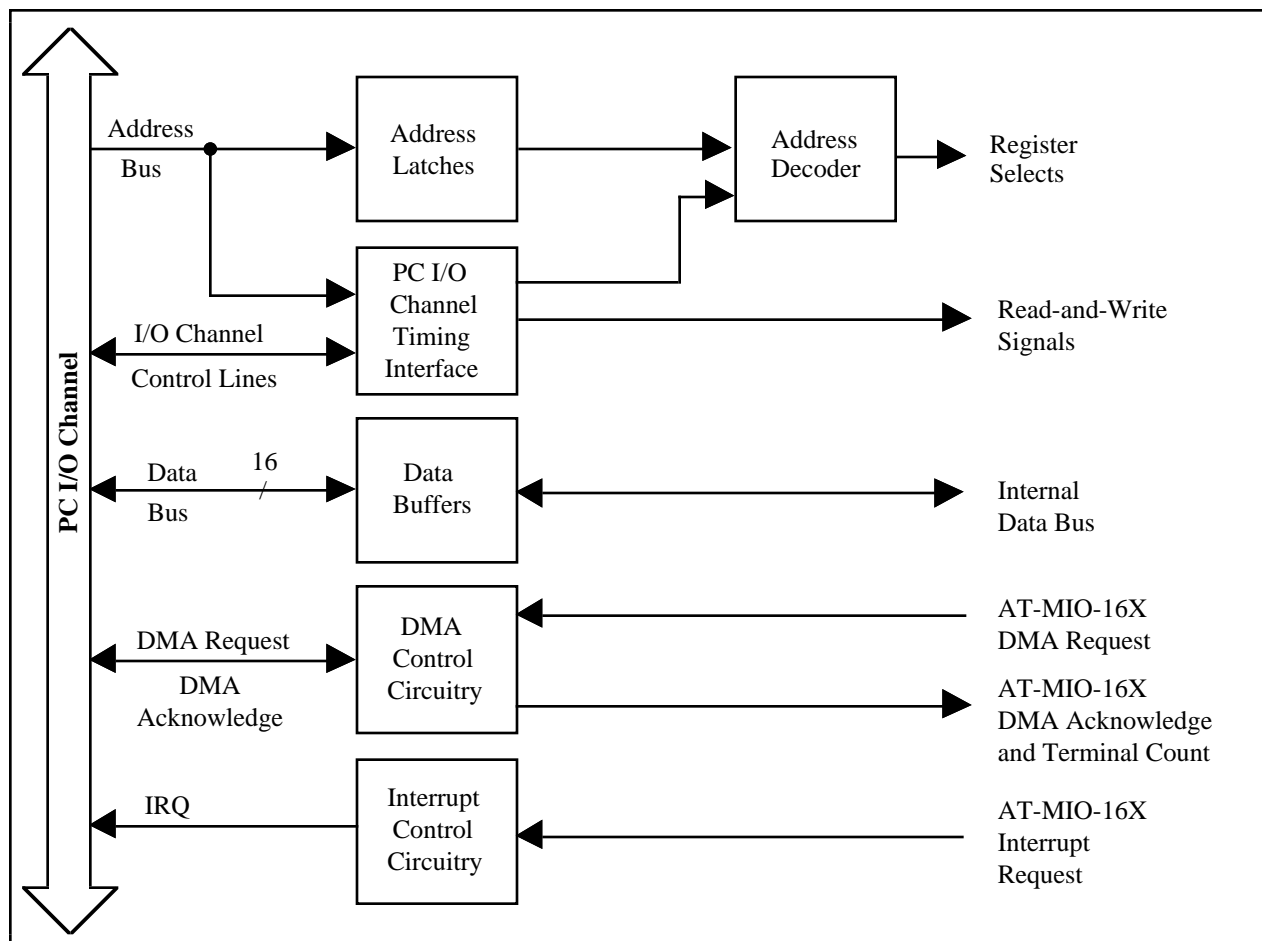 PC I/O Channel
Address
Bus
Address
Latches
Address
Decoder
Register
Selects
I/O Channel
Control Lines
PC I/O
Channel
Timing
Interface
Read-and-Write
Signals
Data
Bus
16
Data
Buffers
Internal
Data Bus
DMA Request
DMA
Acknowledge
DMA
Control
Circuitry
AT-MIO-16X
DMA Request
AT-MIO-16X
DMA Acknowledge
and Terminal Count
IRQ
Interrupt
Control
Circuitry
AT-MIO-16X
Interrupt
Request